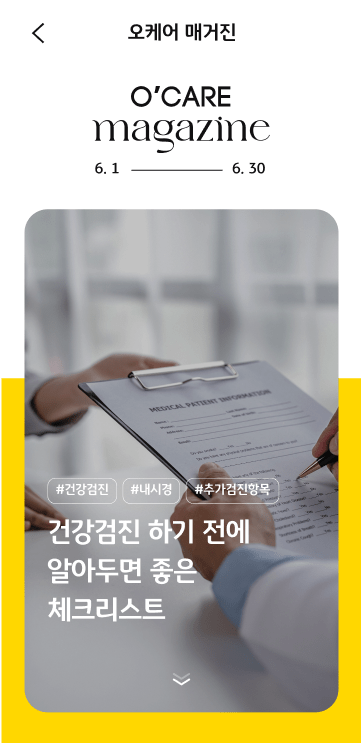 오케어 매거진
O'CARE
magazine
6. 1 6. 30
MEDICAL PATIENT INFORMATION
#건강검진 #내시경 #추가검진항목
건강검진 하기 전에
알아두면 좋은
체크리스트